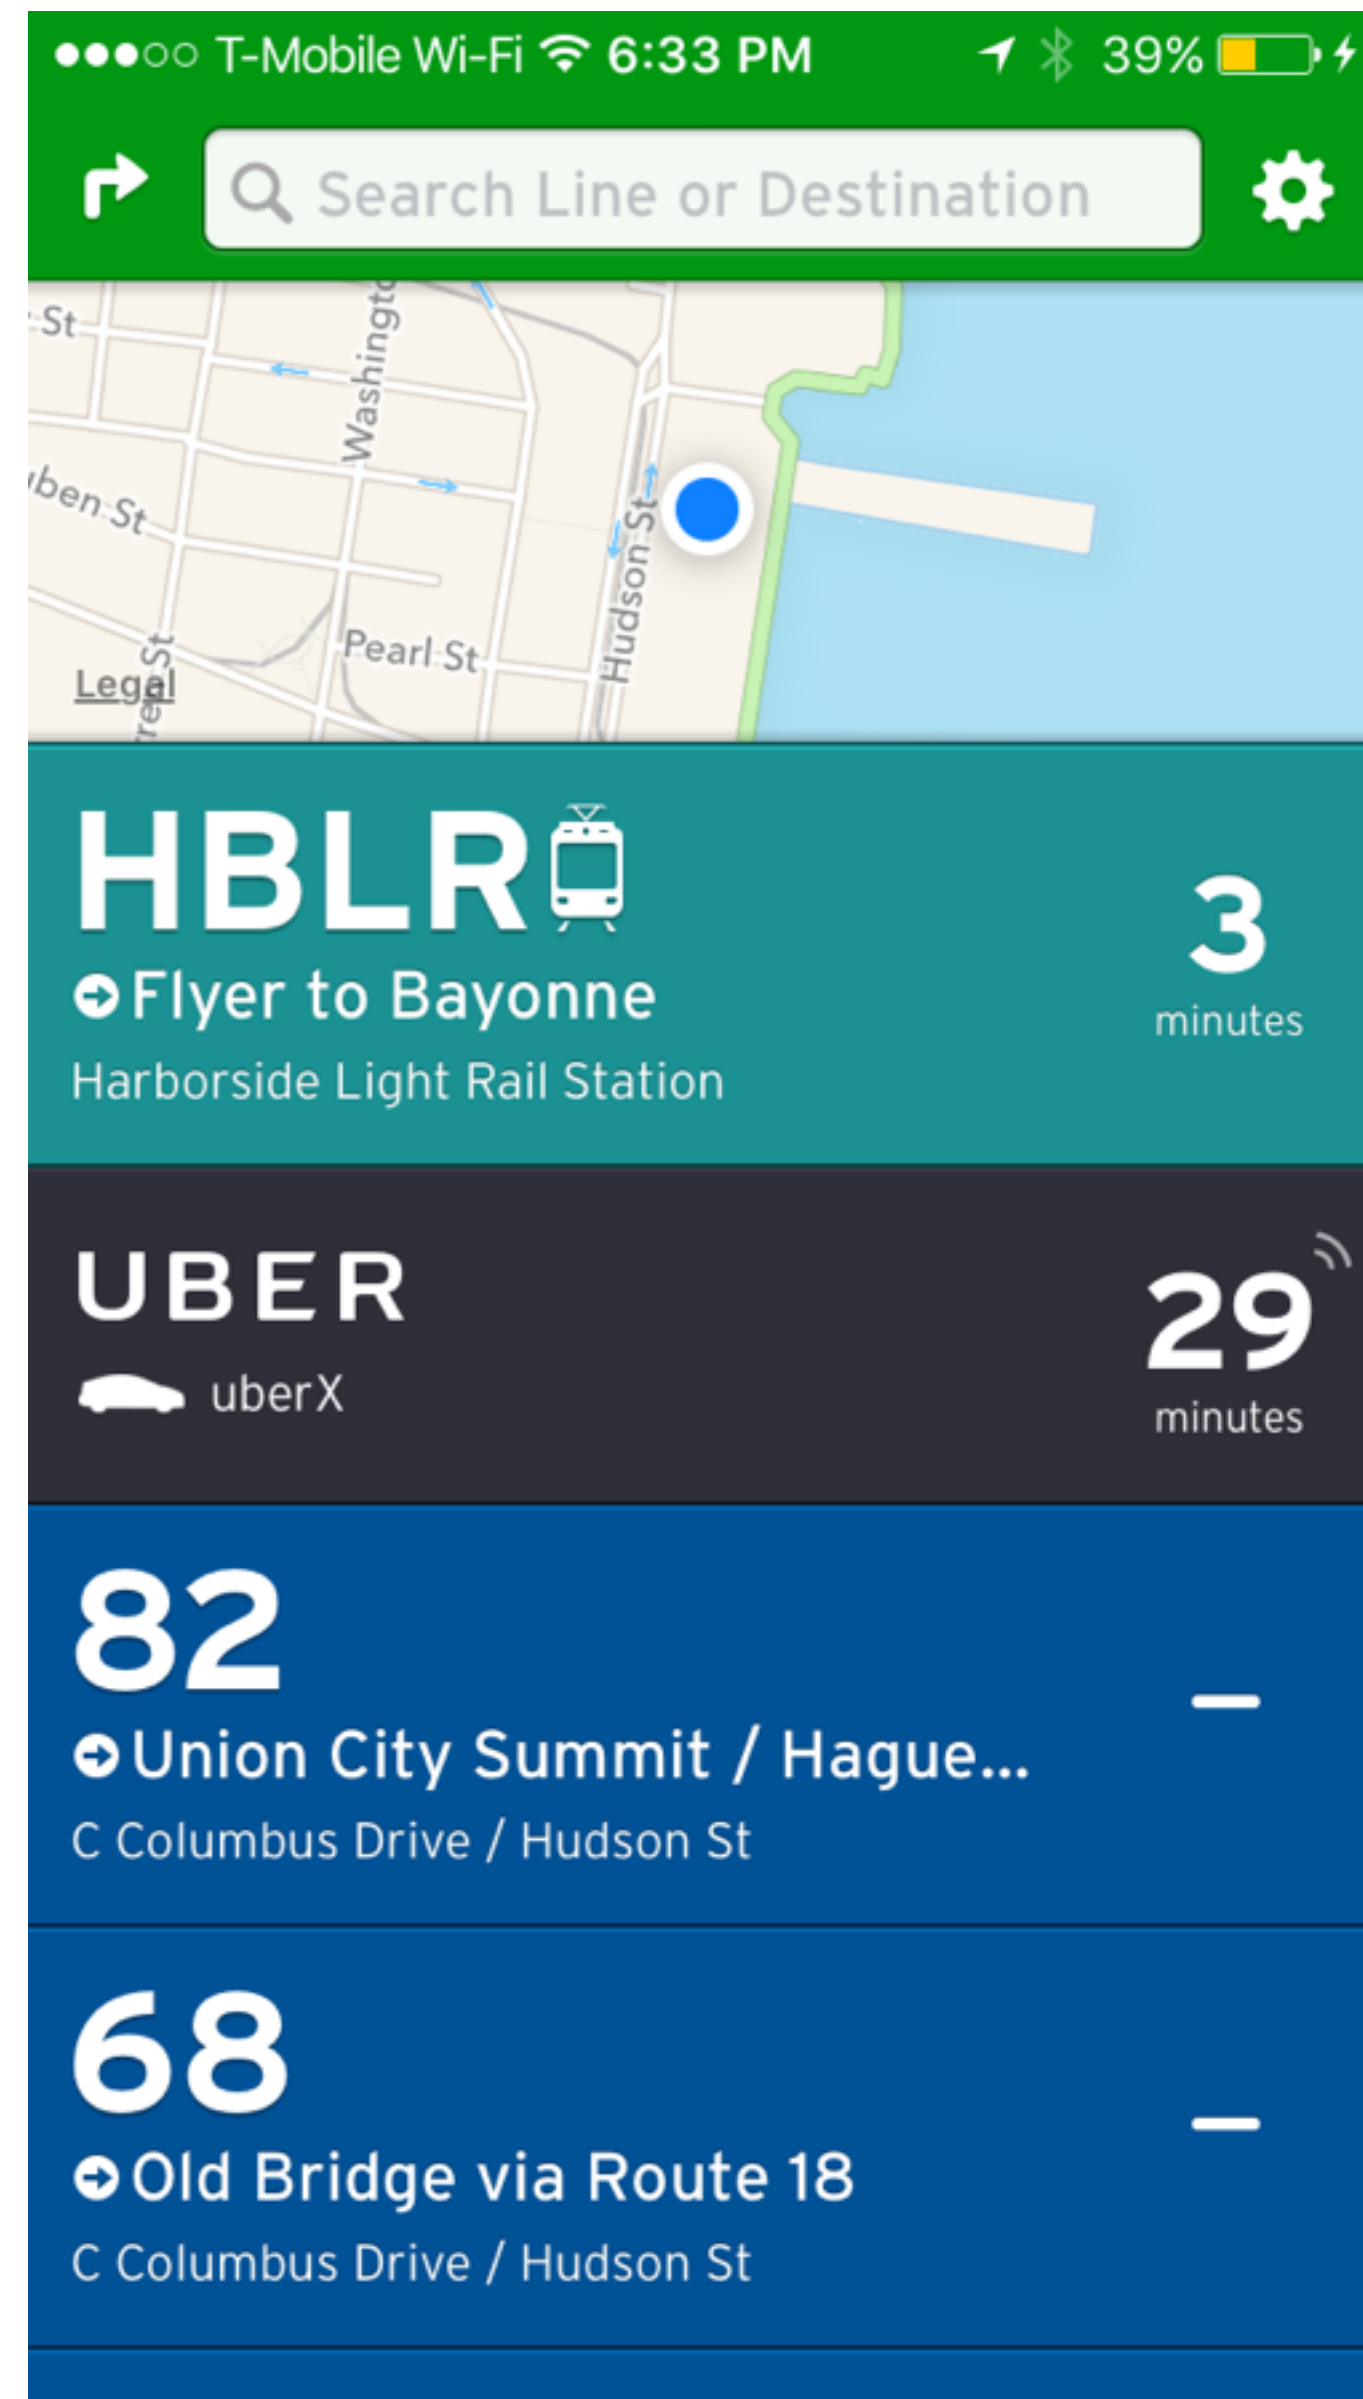 T-Mobile Wi-Fi 6:33 PM 39%
Search Line or Destination
St
Washingto
ben St
Hudson St
Pearl St
Legal
St
HBLR
Flyer to Bayonne
Harborside Light Rail Station
3
minutes
UBER
uberX
29
minutes
82
Union City Summit / Hague...
C Columbus Drive / Hudson St
–
68
Old Bridge via Route 18
C Columbus Drive / Hudson St
–